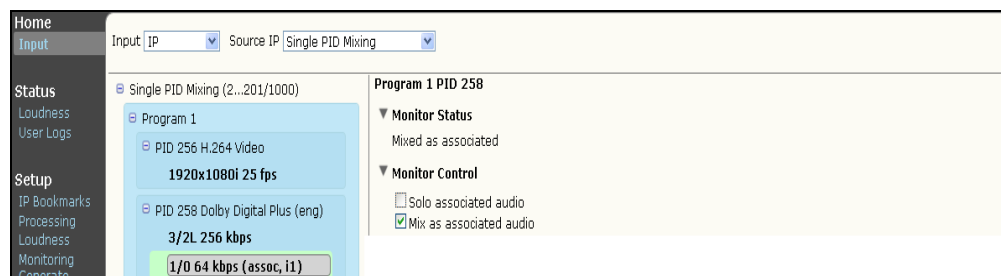 Home
Input
Status
Loudness
User Logs
Setup
IP Bookmarks
Processing
Loudness
Monitoring
Generate
Input IP Source IP Single PID Mixing
Single PID Mixing (2...201/1000)
Program 1
PID 256 H.264 Video
1920x1080i 25 fps
PID 258 Dolby Digital Plus (eng)
3/2L 256 kbps
1/0 64 kbps (assoc, i1)
Program 1 PID 258
Monitor Status
Mixed as associated
Monitor Control
Solo associated audio
Mix as associated audio